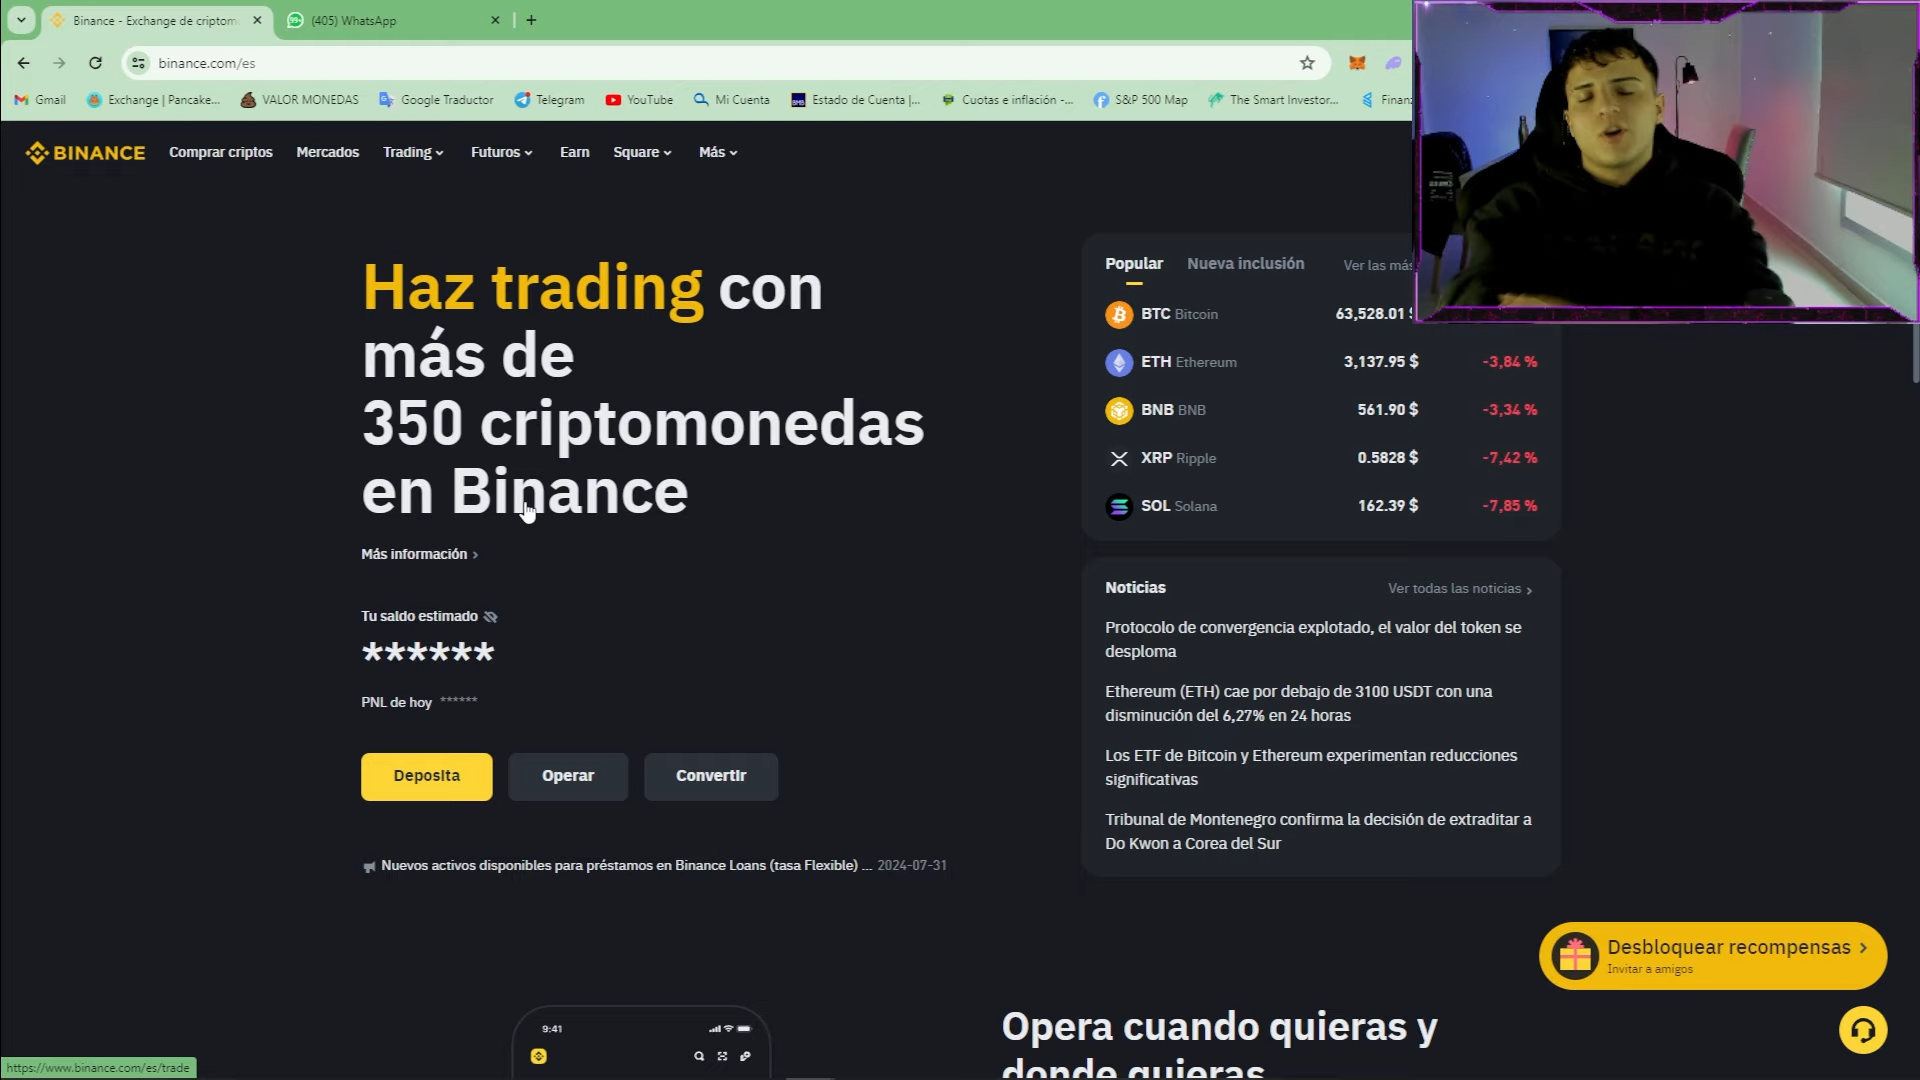 Binance - Exchange de criptom
(405) WhatsApp
binance.com/es
Gmail
Exchange | Pancake...
VALOR MONEDAS
Google Traductor
Telegram
YouTube
Mi Cuenta
Estado de Cuenta |...
Cuotas e inflación -...
S&P 500 Map
The Smart Investor...
Finanz
BINANCE
Comprar criptos
Mercados
Trading
Futuros
Earn
Square
Más
Haz trading con
más de
350 criptomonedas
en Binance
Más información
Tu saldo estimado
******
PNL de hoy ******
Deposita
Operar
Convertir
Nuevos activos disponibles para préstamos en Binance Loans (tasa Flexible) ... 2024-07-31
Popular
Nueva inclusión
Ver las más
BTC Bitcoin 63,528.01 $
ETH Ethereum 3,137.95 $ -3,84 %
BNB BNB 561.90 $ -3,34 %
XRP Ripple 0.5828 $ -7,42 %
SOL Solana 162.39 $ -7,85 %
Noticias
Ver todas las noticias
Protocolo de convergencia explotado, el valor del token se
desploma
Ethereum (ETH) cae por debajo de 3100 USDT con una
disminución del 6,27% en 24 horas
Los ETF de Bitcoin y Ethereum experimentan reducciones
significativas
Tribunal de Montenegro confirma la decisión de extraditar a
Do Kwon a Corea del Sur
Desbloquear recompensas
Invitar a amigos
9:41
Opera cuando quieras y
donde quieras
https://www.binance.com/es/trade